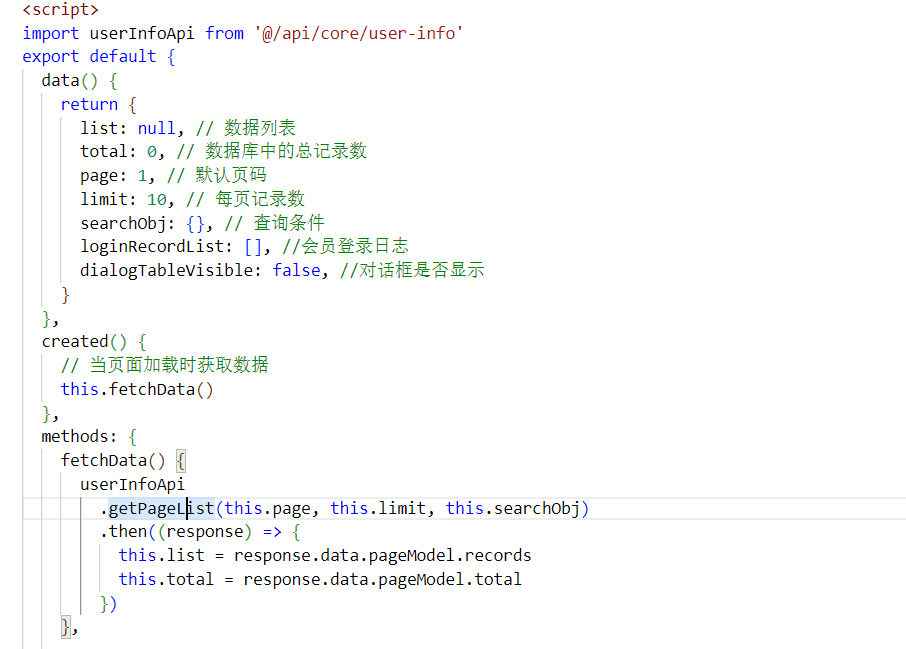 <script>
import userInfoApi from '@/api/core/user-info'
export default {
  data() {
    return {
      list: null, // 数据列表
      total: 0, // 数据库中的总记录数
      page: 1, // 默认页码
      limit: 10, // 每页记录数
      searchObj: {}, // 查询条件
      loginRecordList: [], //会员登录日志
      dialogTableVisible: false, //对话框是否显示
    }
  },
  created() {
    // 当页面加载时获取数据
    this.fetchData()
  },
  methods: {
    fetchData() {
      userInfoApi
        .getPageList(this.page, this.limit, this.searchObj)
        .then((response) => {
          this.list = response.data.pageModel.records
          this.total = response.data.pageModel.total
        })
    },